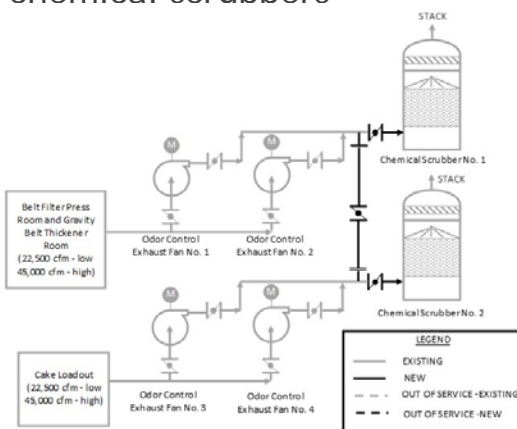 chemical scrubbers
STACK
M
M
Chemical Scrubber No. 1
STACK
Belt Filter Press
Room and Gravity
Belt Thickener
Room
(22,500 cfm - low
45,000 cfm - high)
Odor Control
Exhaust Fan No. 1
Odor Control
Exhaust Fan No. 2
M
M
Chemical Scrubber No. 2
Cake Loadout
(22,500 cfm - low
45,000 cfm - high)
Odor Control
Exhaust Fan No. 3
Odor Control
Exhaust Fan No. 4
LEGEND
EXISTING
NEW
OUT OF SERVICE - EXISTING
OUT OF SERVICE - NEW